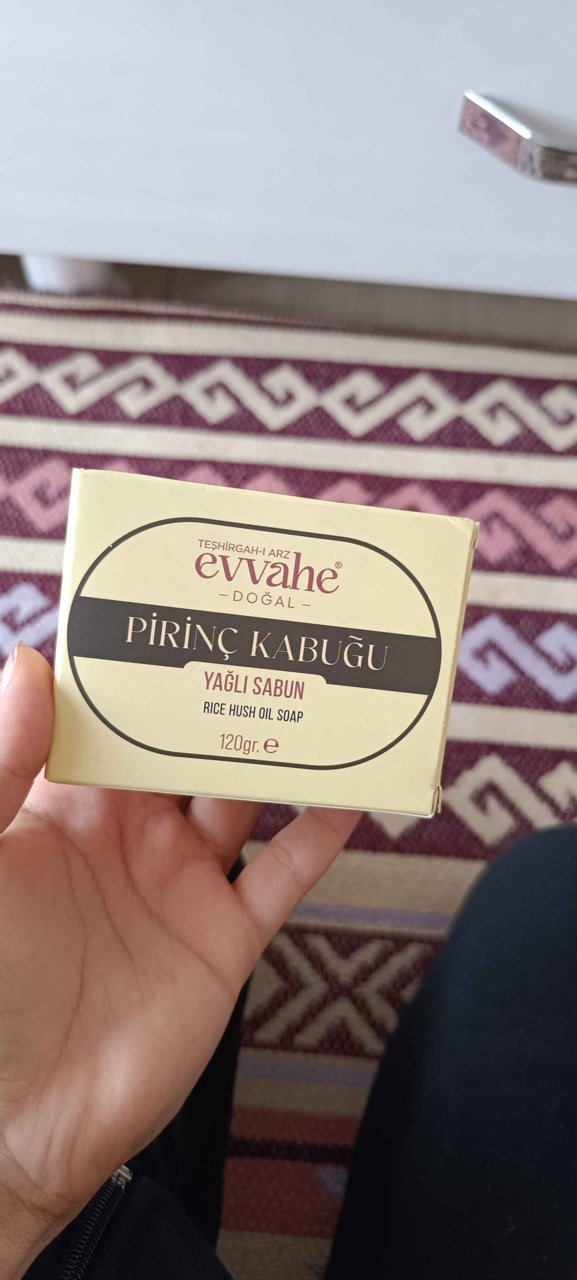 TEŞHİRGAH-I ARZ
evvahe®
– DOĞAL –
PİRİNÇ KABUĞU
YAĞLI SABUN
RICE HUSH OIL SOAP
120gr. ℮